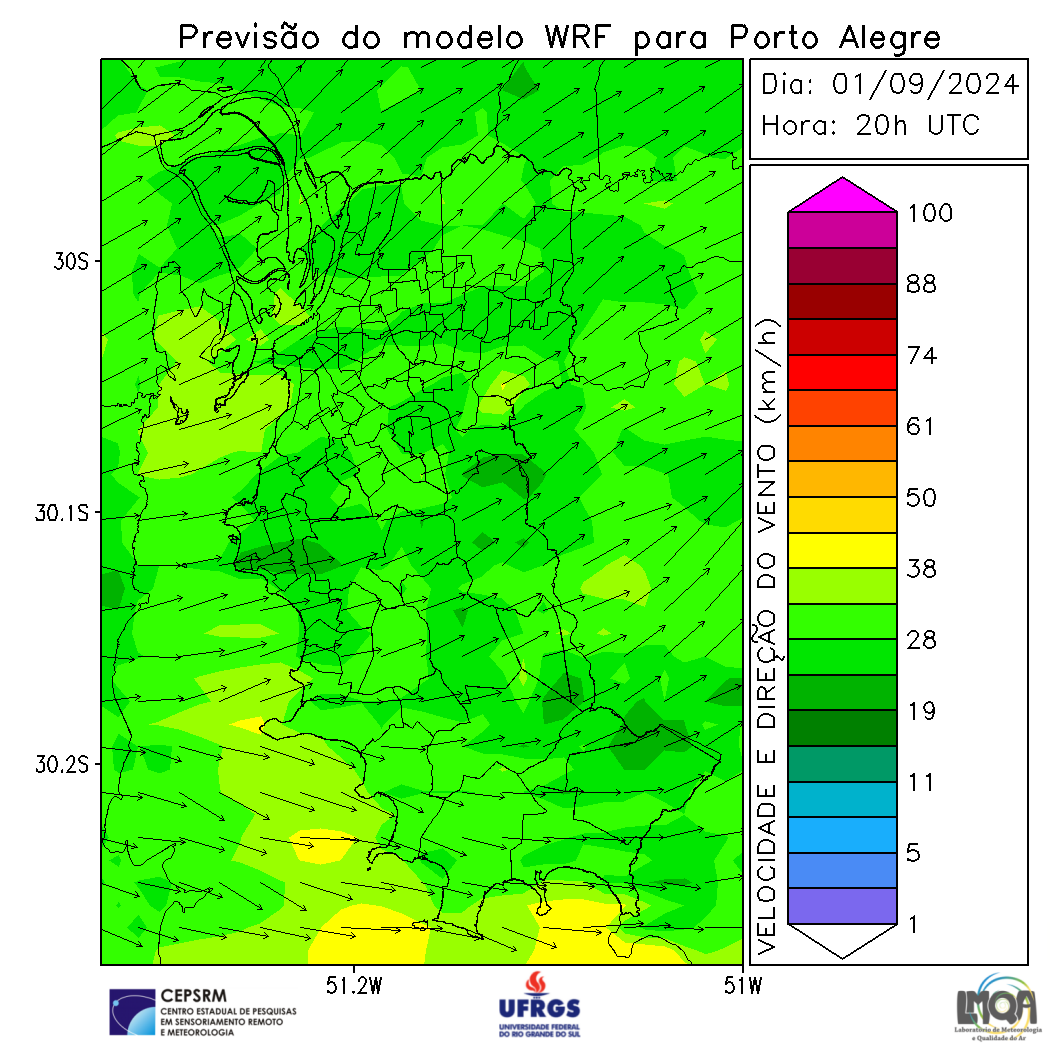 Previsão do modelo WRF para Porto Alegre
Dia: 01/09/2024
Hora: 20h UTC
30S
30.1S
30.2S
51.2W
51W
VELOCIDADE E DIREÇÃO DO VENTO (km/h)
100
88
74
61
50
38
28
19
11
5
1
CEPSRM
CENTRO ESTADUAL DE PESQUISAS
EM SENSORIAMENTO REMOTO
E METEOROLOGIA
UFRGS
UNIVERSIDADE FEDERAL
DO RIO GRANDE DO SUL
LMQA
Laboratório de Meteorologia
e Qualidade do Ar